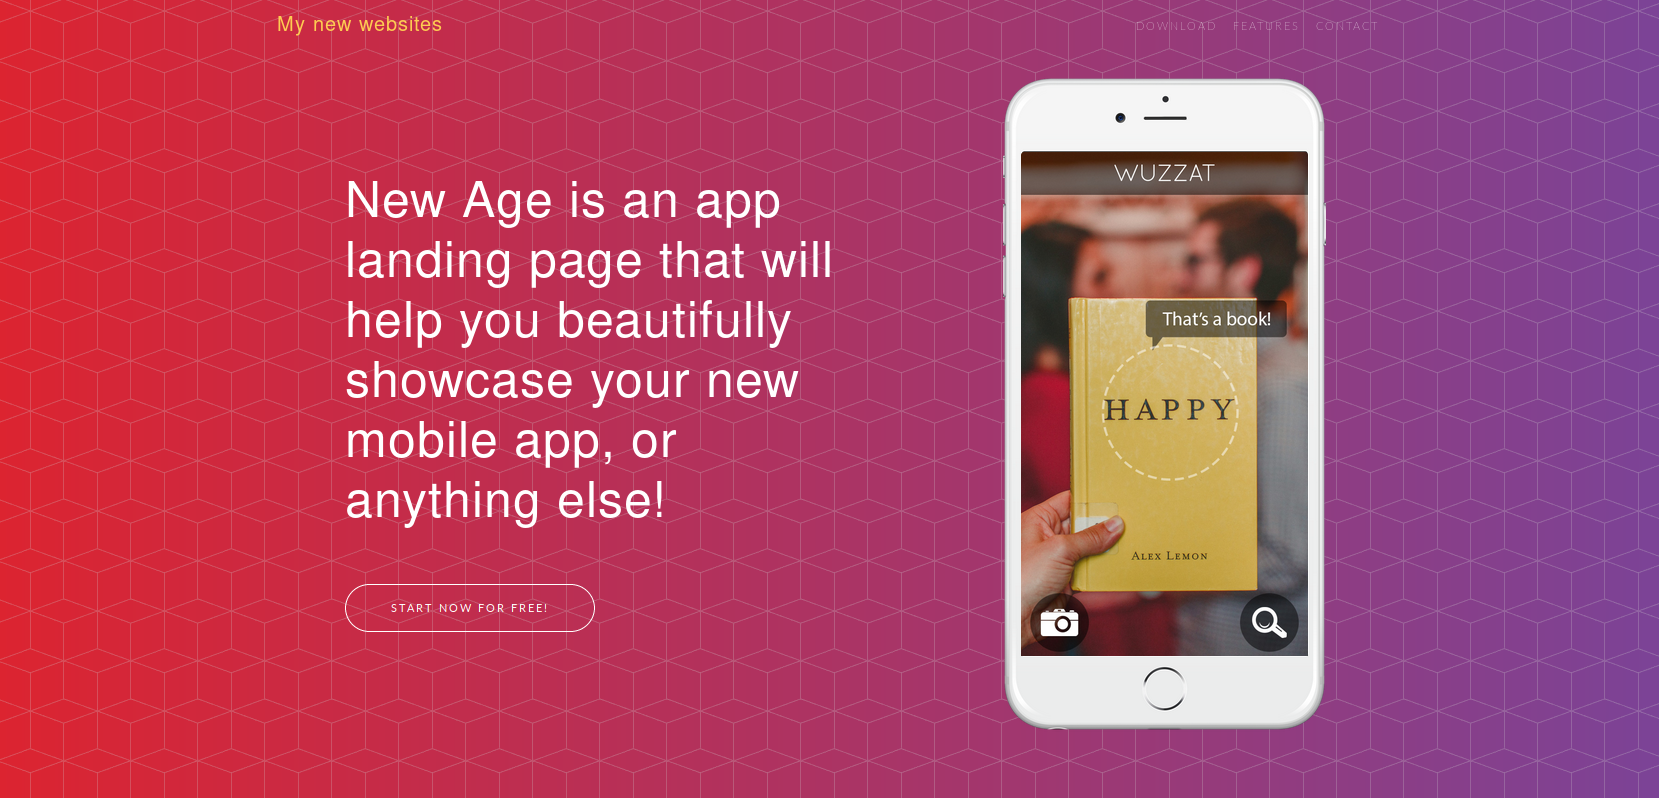 My new websites
DOWNLOAD FEATURES CONTACT
New Age is an app
landing page that will
help you beautifully
showcase your new
mobile app, or
anything else!
START NOW FOR FREE!
WUZZAT
That's a book!
HAPPY
ALEX LEMON